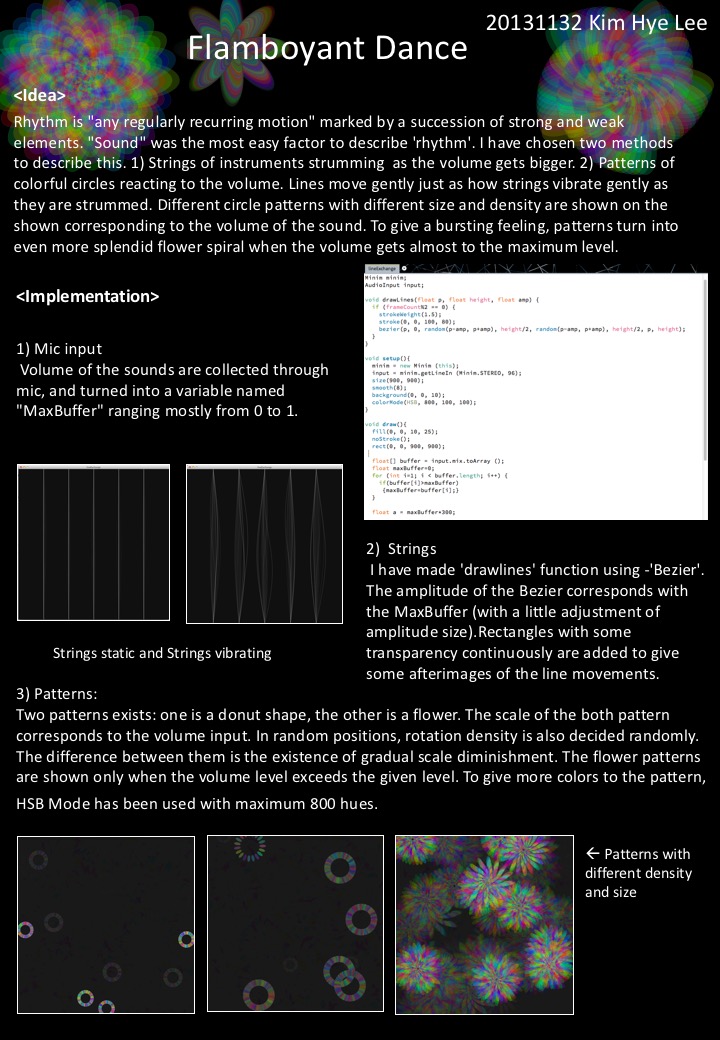 20131132 Kim Hye Lee
Flamboyant Dance
<Idea>
Rhythm is "any regularly recurring motion" marked by a succession of strong and weak
elements. "Sound" was the most easy factor to describe 'rhythm'. I have chosen two methods
to describe this. 1) Strings of instruments strumming as the volume gets bigger. 2) Patterns of
colorful circles reacting to the volume. Lines move gently just as how strings vibrate gently as
they are strummed. Different circle patterns with different size and density are shown on the
shown corresponding to the volume of the sound. To give a bursting feeling, patterns turn into
even more splendid flower spiral when the volume gets almost to the maximum level.
<Implementation>
1) Mic input
Volume of the sounds are collected through
mic, and turned into a variable named
"MaxBuffer" ranging mostly from 0 to 1.
Minim minim;
AudioInput input;
void drawLines(float p, float height, float amp) {
if (frameCount%2 == 0) {
strokeWeight(1.5);
stroke(0, 0, 100, 80);
bezier(p, 0, random(p-amp, p+amp), height/2, random(p-amp, p+amp), height/2, p, height);
}
}
void setup(){
minim = new Minim (this);
input = minim.getLineIn (Minim.STEREO, 96);
size(900, 900);
smooth(8);
background(0, 0, 10);
colorMode(HSB, 800, 100, 100);
}
void draw(){
fill(0, 0, 10, 25);
noStroke();
rect(0, 0, 900, 900);
float[] buffer = input.mix.toArray ();
float maxBuffer=0;
for (int i=1; i < buffer.length; i++) {
if(buffer[i]>maxBuffer)
{maxBuffer=buffer[i];}
}
float a = maxBuffer*300;
Strings static and Strings vibrating
2) Strings
I have made 'drawlines' function using -'Bezier'.
The amplitude of the Bezier corresponds with
the MaxBuffer (with a little adjustment of
amplitude size).Rectangles with some
transparency continuously are added to give
some afterimages of the line movements.
3) Patterns:
Two patterns exists: one is a donut shape, the other is a flower. The scale of the both pattern
corresponds to the volume input. In random positions, rotation density is also decided randomly.
The difference between them is the existence of gradual scale diminishment. The flower patterns
are shown only when the volume level exceeds the given level. To give more colors to the pattern,
HSB Mode has been used with maximum 800 hues.
← Patterns with
different density
and size